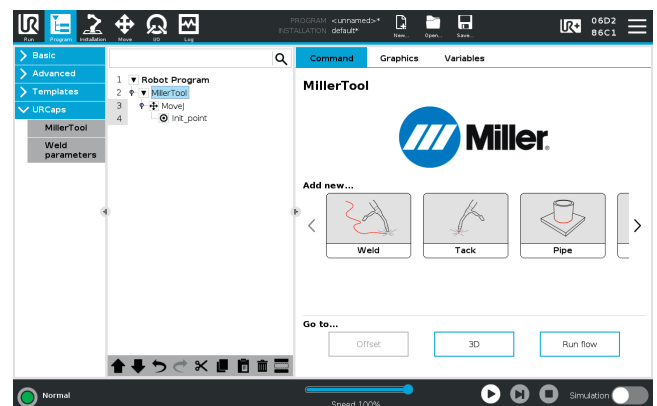 PROGRAM <unnamed>*
INSTALLATION default*
Run
Program
Installation
Move
I/O
Log
New...
Open...
Save...
UR+
06D2
86C1
Basic
Advanced
Templates
URCaps
MillerTool
Weld
parameters
1 Robot Program
2 MillerTool
3 MoveJ
4 Init_point
Command Graphics Variables
MillerTool
Miller.
Add new...
Weld Tack Pipe
Go to...
Offset 3D Run flow
Normal
Speed 100%
Simulation